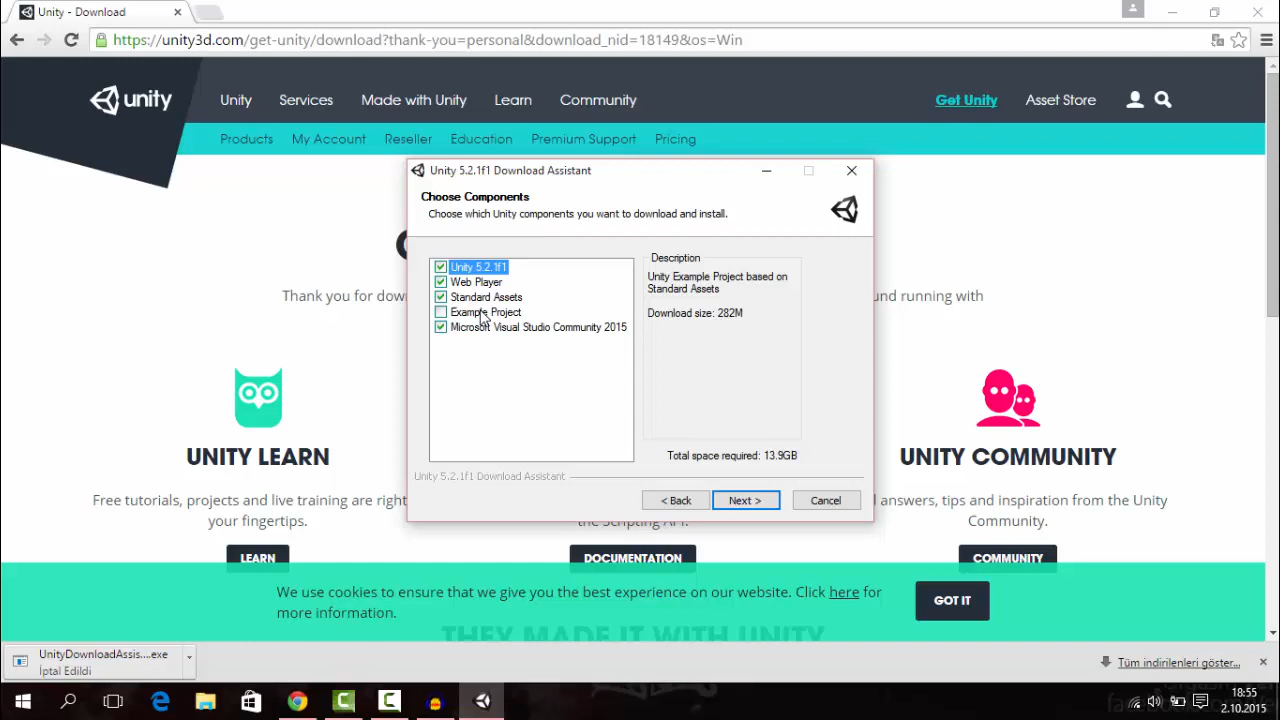 Unity - Download
https://unity3d.com/get-unity/download?thank-you=personal&download_nid=18149&os=Win
unity
Unity
Services
Made with Unity
Learn
Community
Get Unity
Asset Store
Products
My Account
Reseller
Education
Premium Support
Pricing
Unity 5.2.1f1 Download Assistant
Choose Components
Choose which Unity components you want to download and install.
Unity 5.2.1f1
Web Player
Standard Assets
Example Project
Microsoft Visual Studio Community 2015
Description
Unity Example Project based on
Standard Assets
Download size: 282M
Total space required: 13.9GB
Unity 5.2.1f1 Download Assistant
< Back
Next >
Cancel
Thank you for dow
und running with
UNITY LEARN
Free tutorials, projects and live training are right
your fingertips.
LEARN
the Scripting API.
DOCUMENTATION
UNITY COMMUNITY
answers, tips and inspiration from the Unity
Community.
COMMUNITY
We use cookies to ensure that we give you the best experience on our website. Click here for
more information.
GOT IT
THEY MADE IT WITH UNITY
UnityDownloadAssis....exe
İptal Edildi
Tüm indirilenleri göster...
18:55
2.10.2015